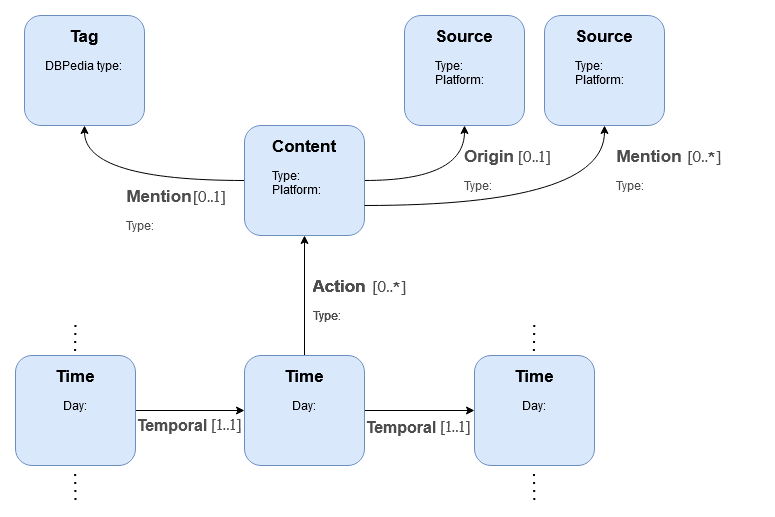 Tag
DBPedia type:
Source
Type:
Platform:
Source
Type:
Platform:
Content
Type:
Platform:
Mention [0..1]
Type:
Origin [0..1]
Type:
Mention [0..*]
Type:
Action [0..*]
Type:
Time
Day:
Temporal [1..1]
Time
Day:
Temporal [1..1]
Time
Day: